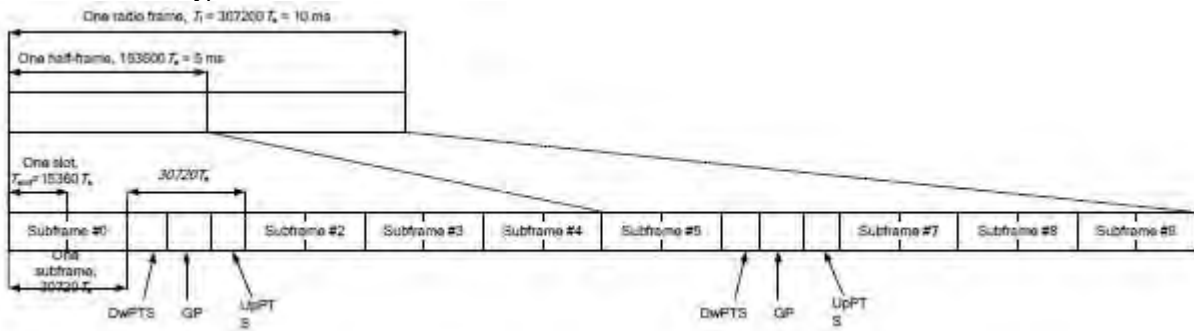 One radio frame, Tf = 307200 Ts = 10 ms
One half-frame, 153600 Ts = 5 ms
One slot,
Tslot=15360 Ts
30720Ts
Subframe #0
Subframe #2
Subframe #3
Subframe #4
Subframe #5
Subframe #7
Subframe #8
Subframe #9
One
subframe,
30720 Ts
DwPTS
GP
UpPT
S
DwPTS
GP
UpPT
S